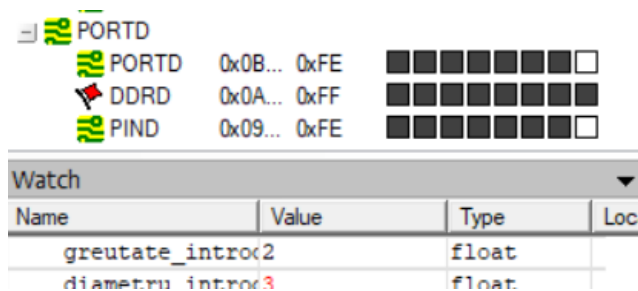 PORTD
PORTD 0x0B... 0xFE
DDRD 0x0A... 0xFF
PIND 0x09... 0xFE
Watch
Name Value Type Loc
greutate_introd 2 float
diametru_introd 3 float